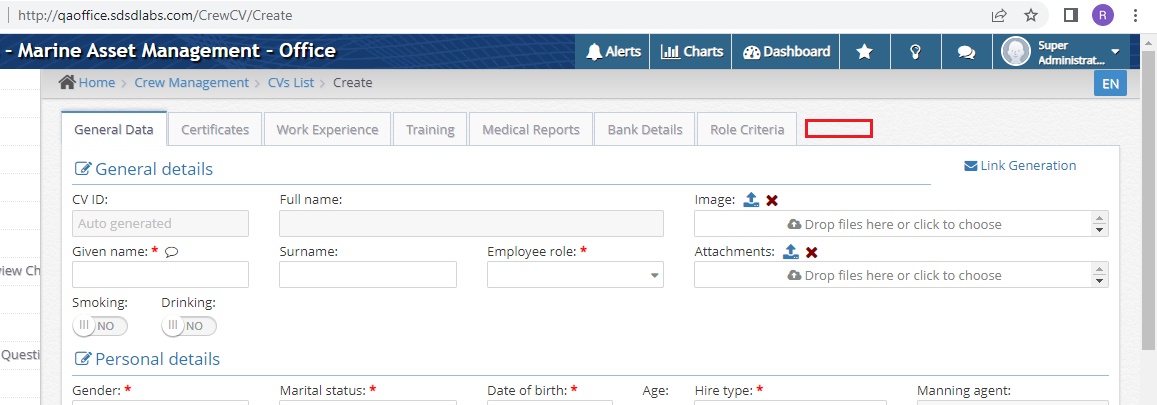 http://qaoffice.sdsdlabs.com/CrewCV/Create
R
- Marine Asset Management - Office
Alerts
Charts
Dashboard
Super
Administrat...
Home > Crew Management > CVs List > Create
EN
General Data
Certificates
Work Experience
Training
Medical Reports
Bank Details
Role Criteria
General details
Link Generation
CV ID:
Full name:
Image:
Auto generated
Drop files here or click to choose
Given name: *
Surname:
Employee role: *
Attachments:
view Ch
Drop files here or click to choose
Smoking:
Drinking:
NO
NO
Questi
Personal details
Gender: *
Marital status: *
Date of birth: *
Age:
Hire type: *
Manning agent: